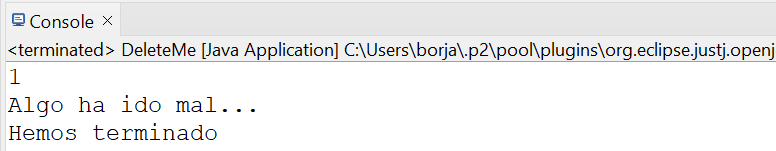 Console
<terminated> DeleteMe [Java Application] C:\Users\borja\.p2\pool\plugins\org.eclipse.justj.openj
1
Algo ha ido mal...
Hemos terminado